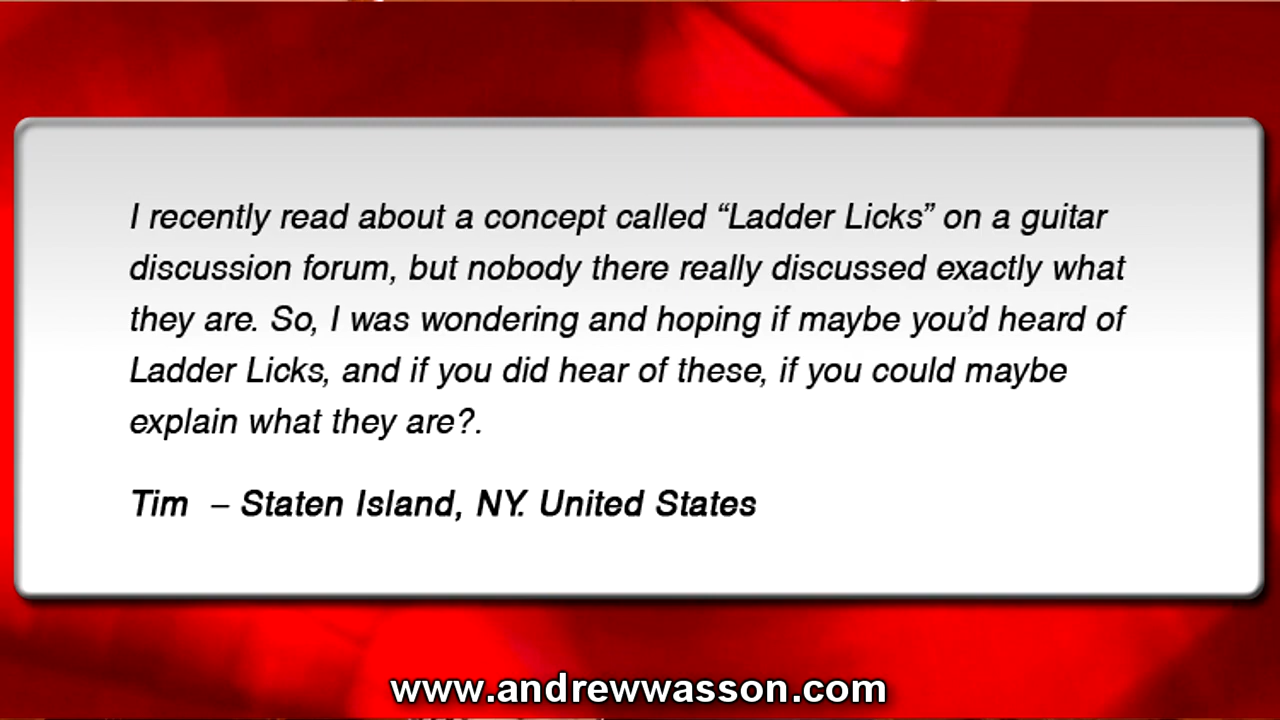 I recently read about a concept called “Ladder Licks” on a guitar
discussion forum, but nobody there really discussed exactly what
they are. So, I was wondering and hoping if maybe you’d heard of
Ladder Licks, and if you did hear of these, if you could maybe
explain what they are?.
Tim – Staten Island, NY. United States
www.andrewwasson.com